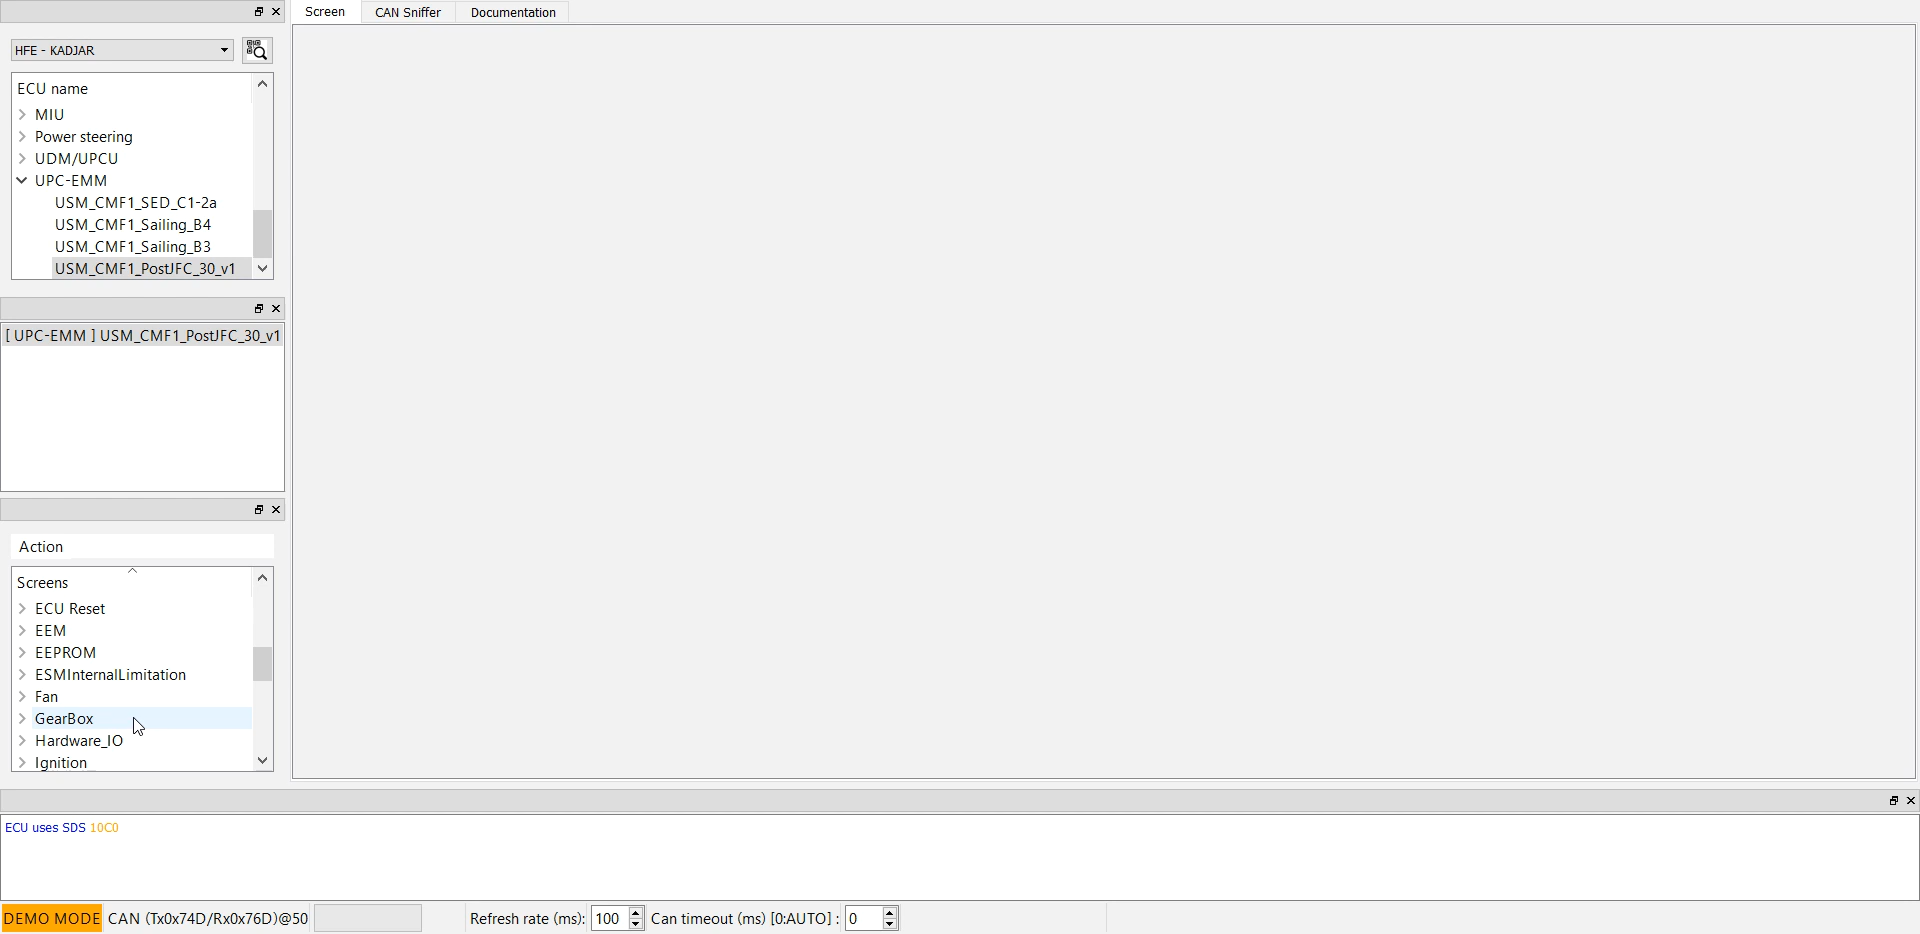 Screen
CAN Sniffer
Documentation
HFE - KADJAR
ECU name
MIU
Power steering
UDM/UPCU
UPC-EMM
USM_CMF1_SED_C1-2a
USM_CMF1_Sailing_B4
USM_CMF1_Sailing_B3
USM_CMF1_PostJFC_30_v1
[ UPC-EMM ] USM_CMF1_PostJFC_30_v1
Action
Screens
ECU Reset
EEM
EEPROM
ESMInternalLimitation
Fan
GearBox
Hardware_IO
Ignition
ECU uses SDS 10C0
DEMO MODE CAN (Tx0x74D/Rx0x76D)@50 Refresh rate (ms): 100 Can timeout (ms) [0:AUTO] : 0